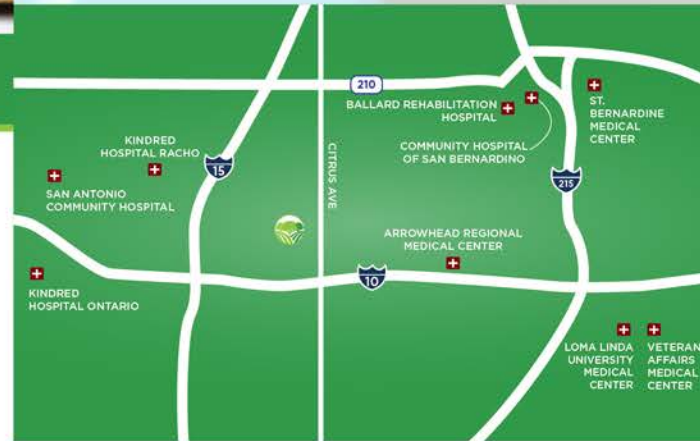 210
BALLARD REHABILITATION
HOSPITAL
ST.
BERNARDINE
MEDICAL
CENTER
COMMUNITY HOSPITAL
OF SAN BERNARDINO
KINDRED
HOSPITAL RACHO
15
CITRUS AVE
215
SAN ANTONIO
COMMUNITY HOSPITAL
ARROWHEAD REGIONAL
MEDICAL CENTER
10
KINDRED
HOSPITAL ONTARIO
LOMA LINDA
UNIVERSITY
MEDICAL
CENTER
VETERAN
AFFAIRS
MEDICAL
CENTER